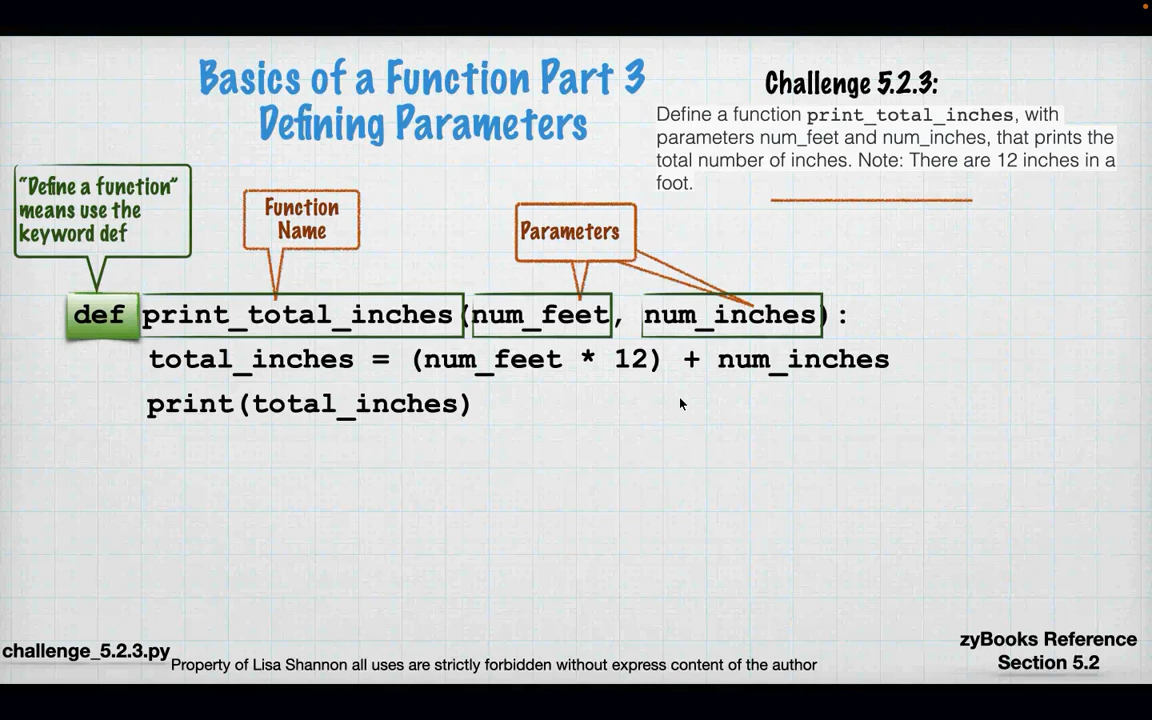 Basics of a Function Part 3
Defining Parameters
Challenge 5.2.3:
Define a function print_total_inches, with
parameters num_feet and num_inches, that prints the
total number of inches. Note: There are 12 inches in a
foot.
"Define a function"
means use the
keyword def
Function
Name
Parameters
def print_total_inches(num_feet, num_inches):
total_inches = (num_feet * 12) + num_inches
print(total_inches)
challenge_5.2.3.py
Property of Lisa Shannon all uses are strictly forbidden without express content of the author
zyBooks Reference
Section 5.2